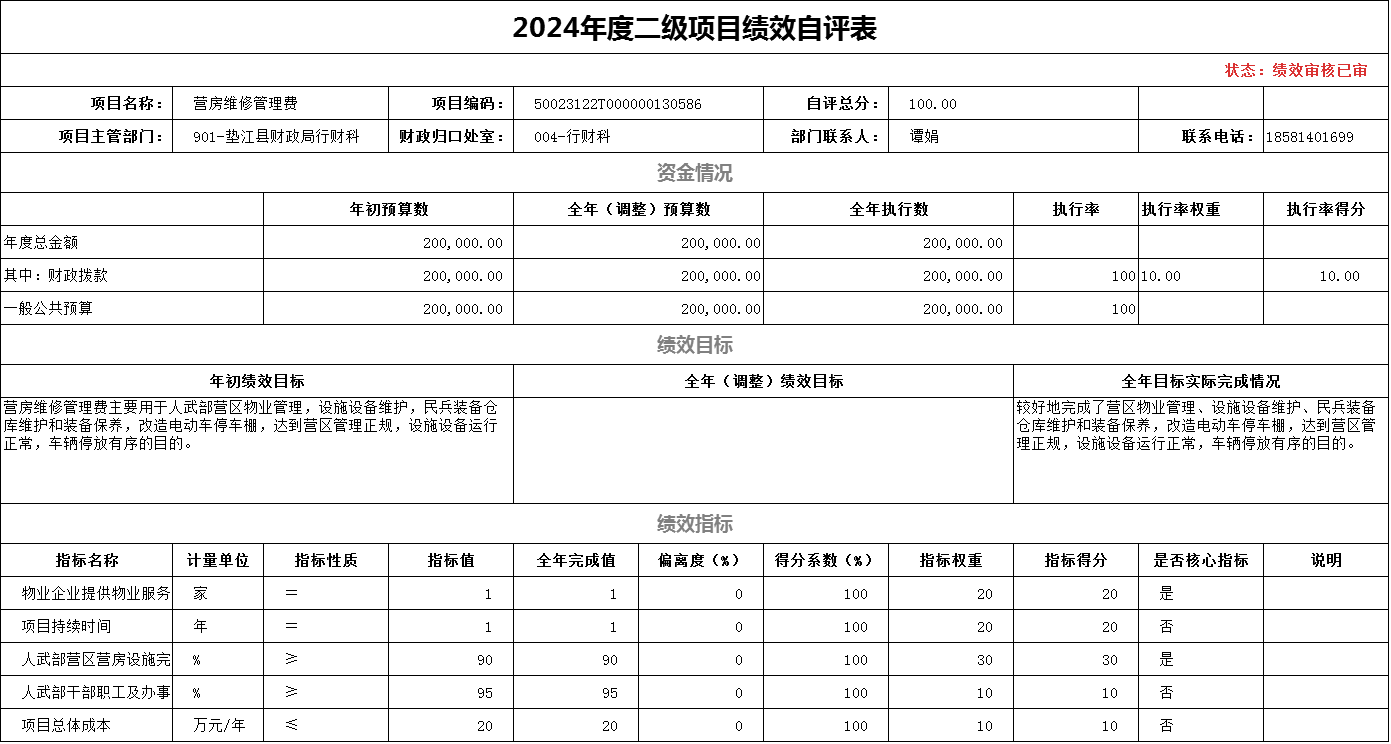 2024年度二级项目绩效自评表
状态：绩效审核已审
项目名称： 营房维修管理费 项目编码： 50023122T000000130586 自评总分： 100.00
项目主管部门： 901-垫江县财政局行财科 财政归口处室： 004-行财科 部门联系人： 谭娟 联系电话： 18581401699
资金情况
年初预算数 全年（调整）预算数 全年执行数 执行率 执行率权重 执行率得分
年度总金额 200,000.00 200,000.00 200,000.00
其中：财政拨款 200,000.00 200,000.00 200,000.00 100 10.00 10.00
一般公共预算 200,000.00 200,000.00 200,000.00 100
绩效目标
年初绩效目标 全年（调整）绩效目标 全年目标实际完成情况
营房维修管理费主要用于人武部营区物业管理，设施设备维护，民兵装备仓
库维护和装备保养，改造电动车停车棚，达到营区管理正规，设施设备运行
正常，车辆停放有序的目的。
较好地完成了营区物业管理、设施设备维护、民兵装备
仓库维护和装备保养，改造电动车停车棚，达到营区管
理正规，设施设备运行正常，车辆停放有序的目的。
绩效指标
指标名称 计量单位 指标性质 指标值 全年完成值 偏离度（%） 得分系数（%） 指标权重 指标得分 是否核心指标 说明
物业企业提供物业服务 家 ＝ 1 1 0 100 20 20 是
项目持续时间 年 ＝ 1 1 0 100 20 20 否
人武部营区营房设施完 % ≥ 90 90 0 100 30 30 是
人武部干部职工及办事 % ≥ 95 95 0 100 10 10 否
项目总体成本 万元/年 ≤ 20 20 0 100 10 10 否